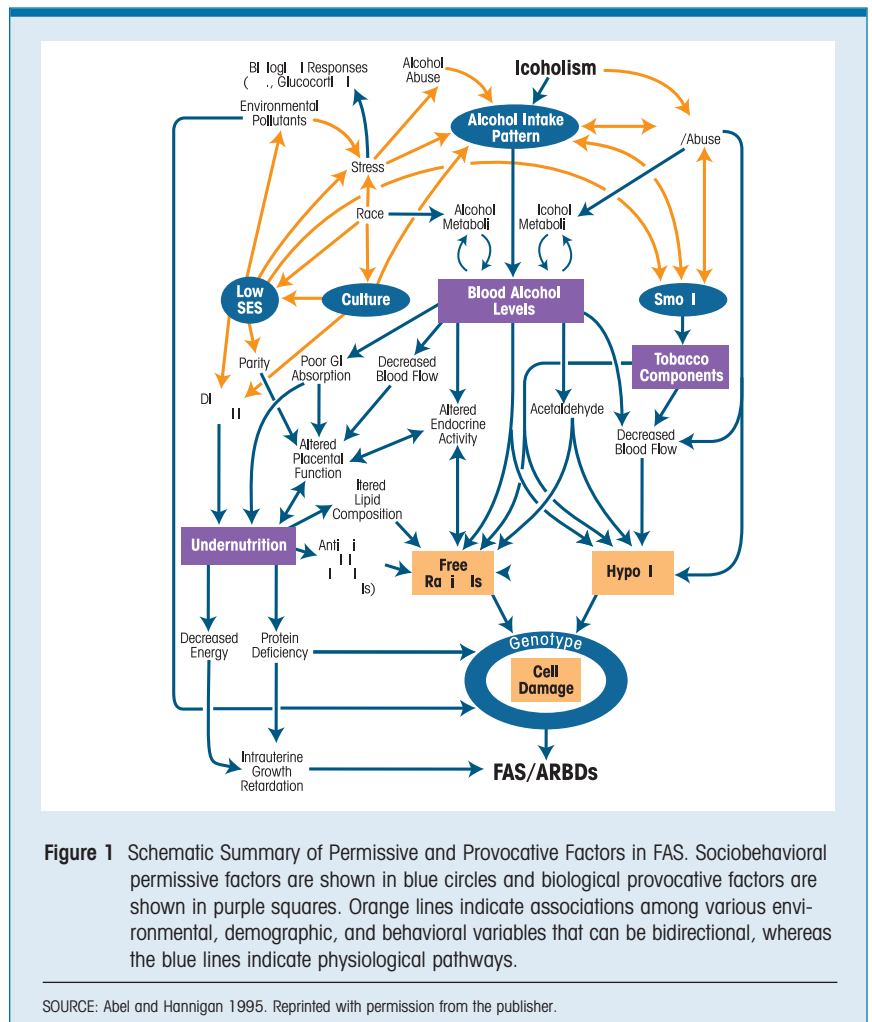 Responses
Alcohol
Abuse
Environmental
Pollutants
Alcohol Intake
Pattern
/Abuse
Stress
Race
Alcohol
Low
SES
Culture
Blood Alcohol
Levels
Parity
Poor GI
Absorption
Decreased
Blood Flow
Tobacco
Components
Altered
Endocrine
Activity
Acetaldehyde
Decreased
Blood Flow
Altered
Placental
Function
Lipid
Composition
Undernutrition
Free
Decreased
Energy
Protein
Deficiency
Genotype
Cell
Damage
Intrauterine
Growth
Retardation
FAS/ARBDs
Figure 1 Schematic Summary of Permissive and Provocative Factors in FAS. Sociobehavioral
permissive factors are shown in blue circles and biological provocative factors are
shown in purple squares. Orange lines indicate associations among various envi-
ronmental, demographic, and behavioral variables that can be bidirectional, whereas
the blue lines indicate physiological pathways.
SOURCE: Abel and Hannigan 1995. Reprinted with permission from the publisher.